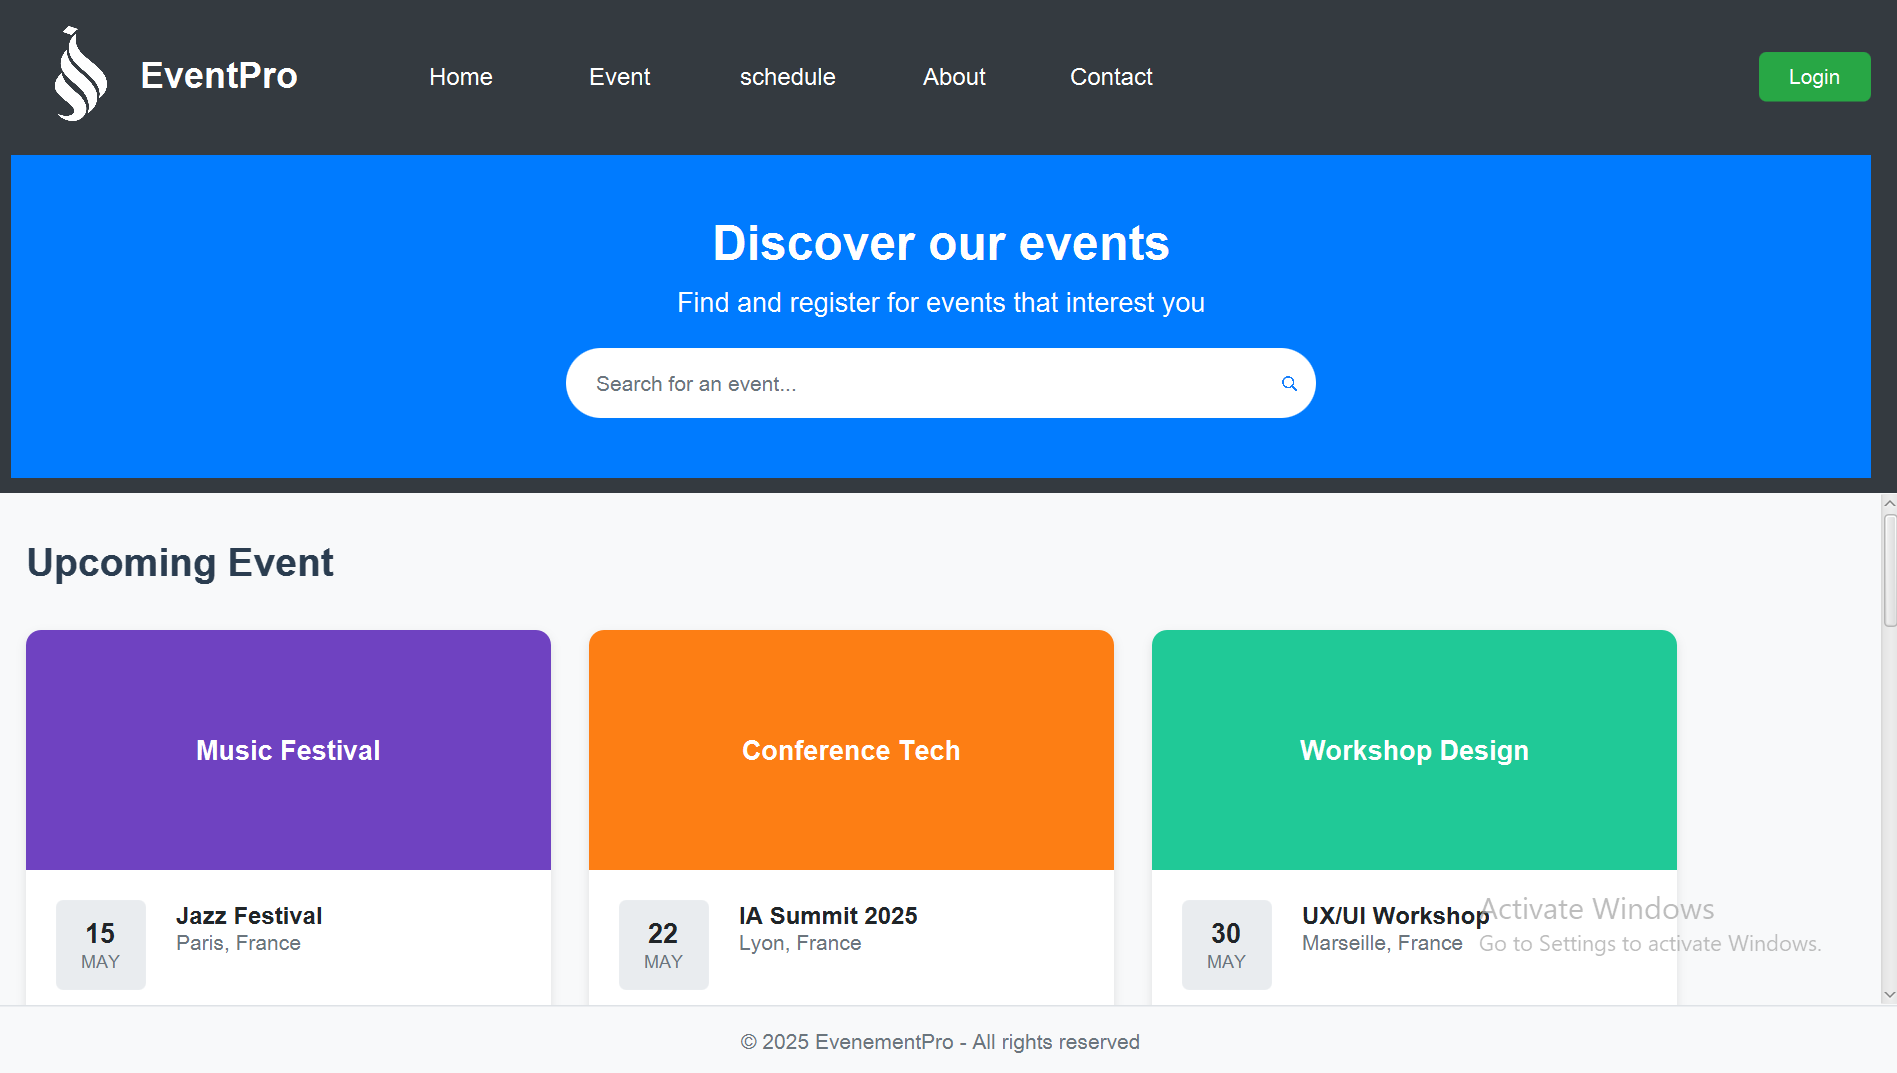 EventPro
Home
Event
schedule
About
Contact
Login
Discover our events
Find and register for events that interest you
Search for an event...
Upcoming Event
Music Festival
Conference Tech
Workshop Design
15
MAY
Jazz Festival
Paris, France
22
MAY
IA Summit 2025
Lyon, France
30
MAY
UX/UI Workshop
Marseille, France
Activate Windows
Go to Settings to activate Windows.
© 2025 EvenementPro - All rights reserved